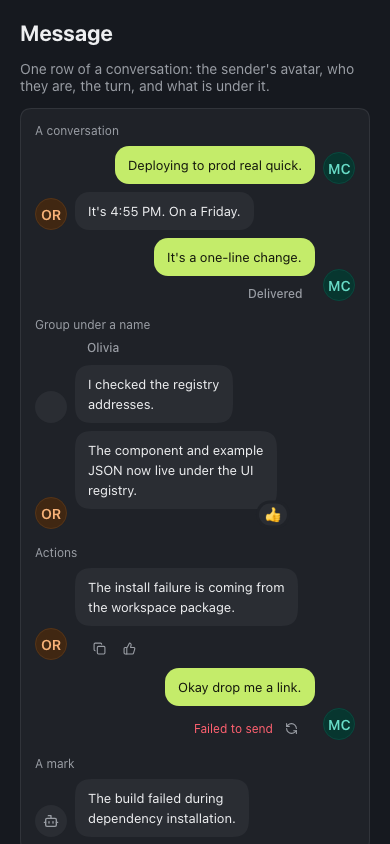 Message
One row of a conversation: the sender's avatar, who
they are, the turn, and what is under it.
A conversation
Deploying to prod real quick.
MC
OR
It's 4:55 PM. On a Friday.
It's a one-line change.
MC
Delivered
Group under a name
Olivia
I checked the registry
addresses.
The component and example
JSON now live under the UI
registry.
OR
Actions
The install failure is coming from
the workspace package.
OR
Okay drop me a link.
MC
Failed to send
A mark
The build failed during
dependency installation.